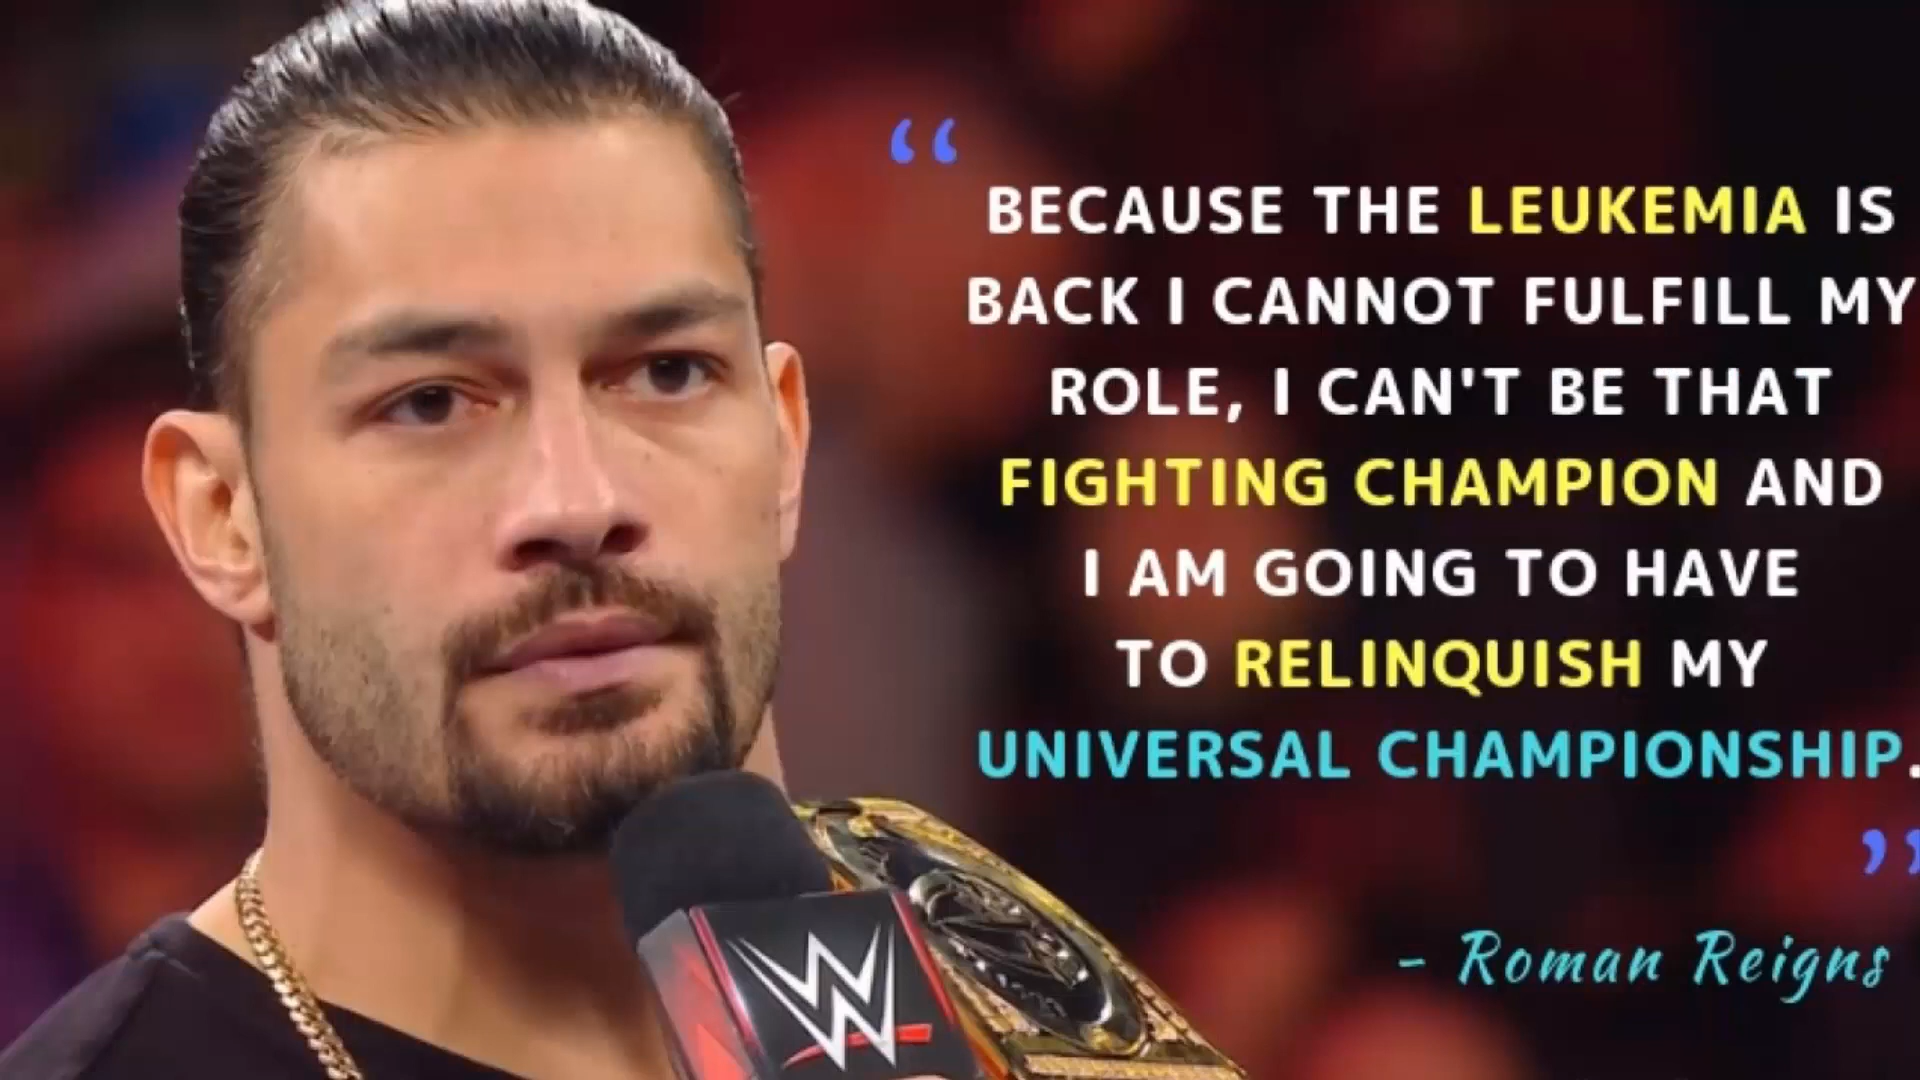 “
BECAUSE THE LEUKEMIA IS
BACK I CANNOT FULFILL MY
ROLE, I CAN'T BE THAT
FIGHTING CHAMPION AND
I AM GOING TO HAVE
TO RELINQUISH MY
UNIVERSAL CHAMPIONSHIP.
”
- Roman Reigns
W